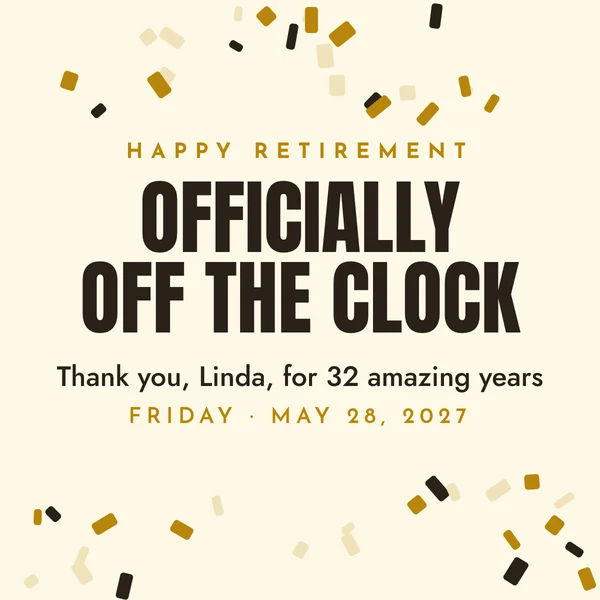 HAPPY RETIREMENT
OFFICIALLY
OFF THE CLOCK
Thank you, Linda, for 32 amazing years
FRIDAY · MAY 28, 2027